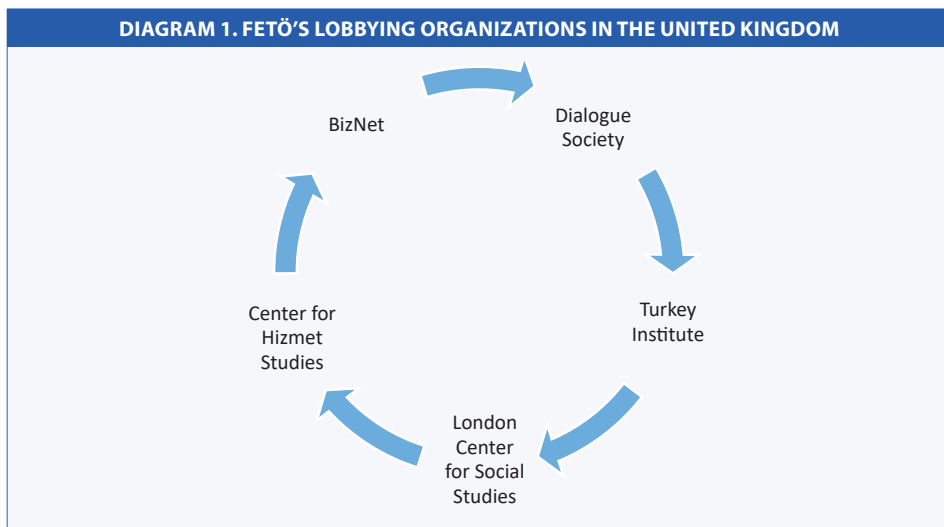 DIAGRAM 1. FETÖ’S LOBBYING ORGANIZATIONS IN THE UNITED KINGDOM
BizNet
Dialogue
Society
Turkey
Institute
London
Center
for Social
Studies
Center for
Hizmet
Studies